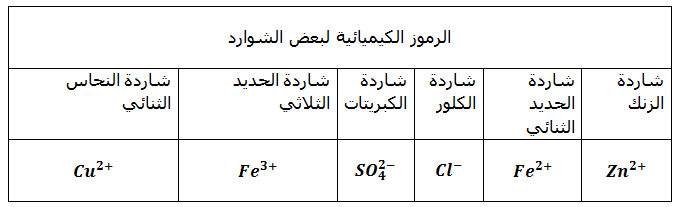 الرموز الكيميائية لبعض الشوارد
شاردة الزنك
شاردة الحديد الثنائي
شاردة الكلور
شاردة الكبريتات
شاردة الحديد الثلاثي
شاردة النحاس الثنائي
Zn²⁺
Fe²⁺
Cl⁻
SO₄²⁻
Fe³⁺
Cu²⁺